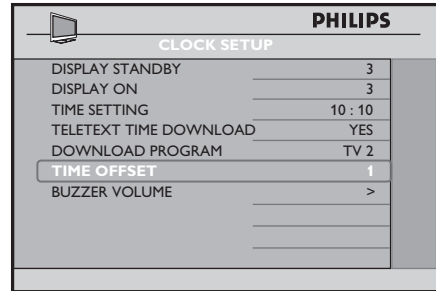 PHILIPS
CLOCK SETUP
DISPLAY STANDBY 3
DISPLAY ON 3
TIME SETTING 10 : 10
TELETEXT TIME DOWNLOAD YES
DOWNLOAD PROGRAM TV 2
TIME OFFSET 1
BUZZER VOLUME >